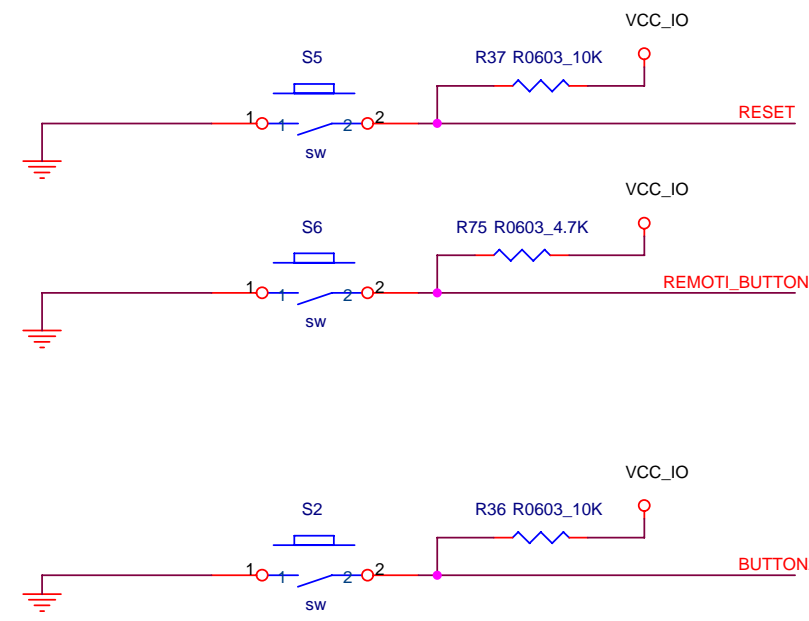 VCC_IO
S5 R37 R0603_10K
1 1 2 2 RESET
sw
VCC_IO
S6 R75 R0603_4.7K
1 1 2 2 REMOTI_BUTTON
sw
VCC_IO
S2 R36 R0603_10K
1 1 2 2 BUTTON
sw